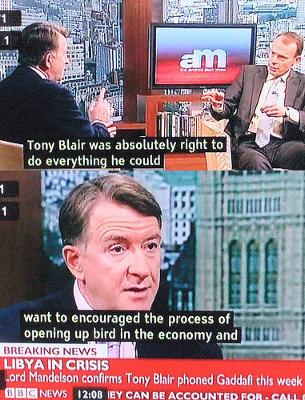 1
1
am
the andrew marr show
Tony Blair was absolutely right to
do everything he could
1
1
want to encouraged the process of
opening up bird in the economy and
BREAKING NEWS
LIBYA IN CRISIS
Lord Mandelson confirms Tony Blair phoned Gaddafi this week
BBC NEWS 12:08 EY CAN BE ACCOUNTED FOR - CALL